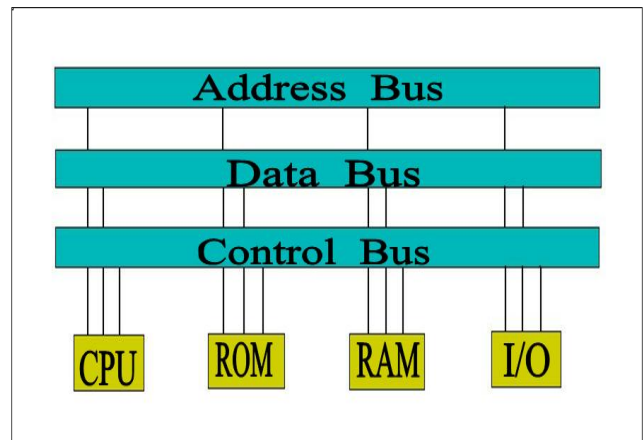 Address Bus
Data Bus
Control Bus
CPU
ROM
RAM
I/O